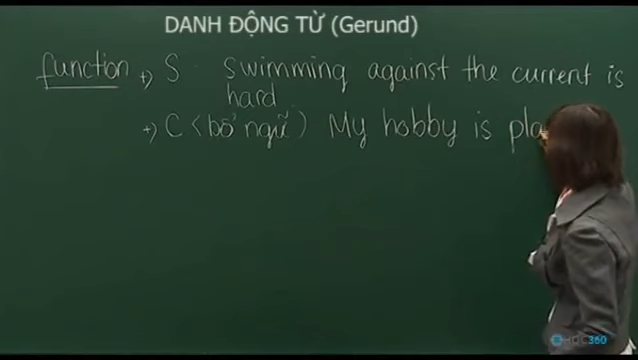 DANH ĐỘNG TỪ (Gerund)
function +) S swimming against the current is
hard
+) C <bổ ngữ> My hobby is pla
HOC360